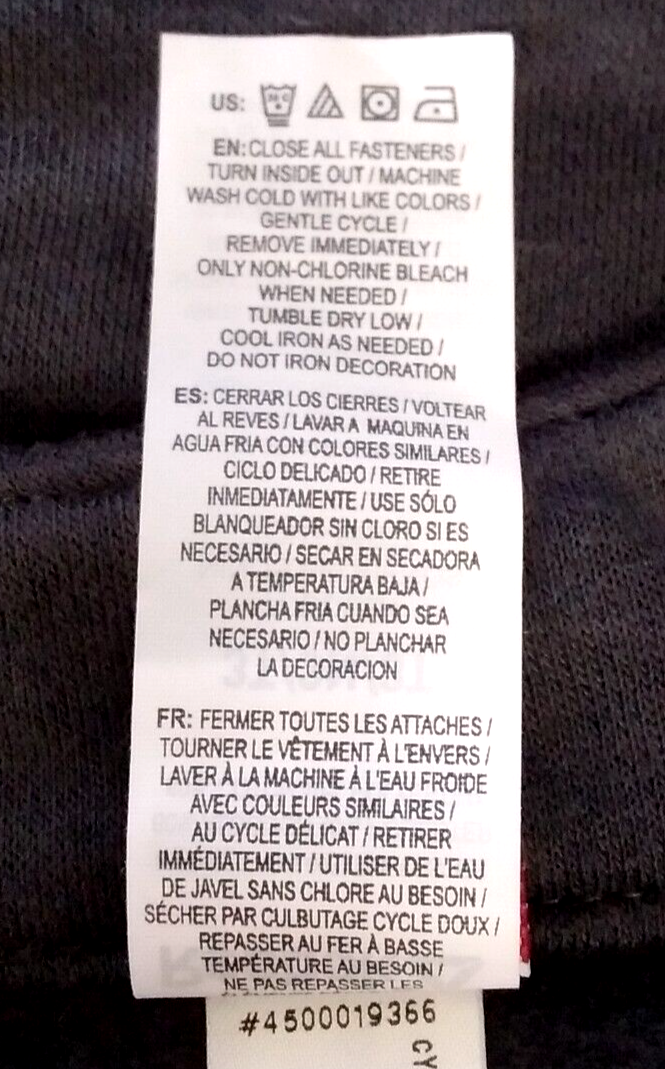 US:
EN: CLOSE ALL FASTENERS /
TURN INSIDE OUT / MACHINE
WASH COLD WITH LIKE COLORS /
GENTLE CYCLE /
REMOVE IMMEDIATELY /
ONLY NON-CHLORINE BLEACH
WHEN NEEDED /
TUMBLE DRY LOW /
COOL IRON AS NEEDED /
DO NOT IRON DECORATION
ES: CERRAR LOS CIERRES / VOLTEAR
AL REVES / LAVAR A MAQUINA EN
AGUA FRIA CON COLORES SIMILARES /
CICLO DELICADO / RETIRE
INMEDIATAMENTE / USE SÓLO
BLANQUEADOR SIN CLORO SI ES
NECESARIO / SECAR EN SECADORA
A TEMPERATURA BAJA /
PLANCHA FRIA CUANDO SEA
NECESARIO / NO PLANCHAR
LA DECORACION
FR: FERMER TOUTES LES ATTACHES /
TOURNER LE VÊTEMENT À L'ENVERS /
LAVER À LA MACHINE À L'EAU FROIDE
AVEC COULEURS SIMILAIRES /
AU CYCLE DÉLICAT / RETIRER
IMMÉDIATEMENT / UTILISER DE L'EAU
DE JAVEL SANS CHLORE AU BESOIN /
SÉCHER PAR CULBUTAGE CYCLE DOUX /
REPASSER AU FER À BASSE
TEMPÉRATURE AU BESOIN /
NE PAS REPASSER LES
#4500019366
CY